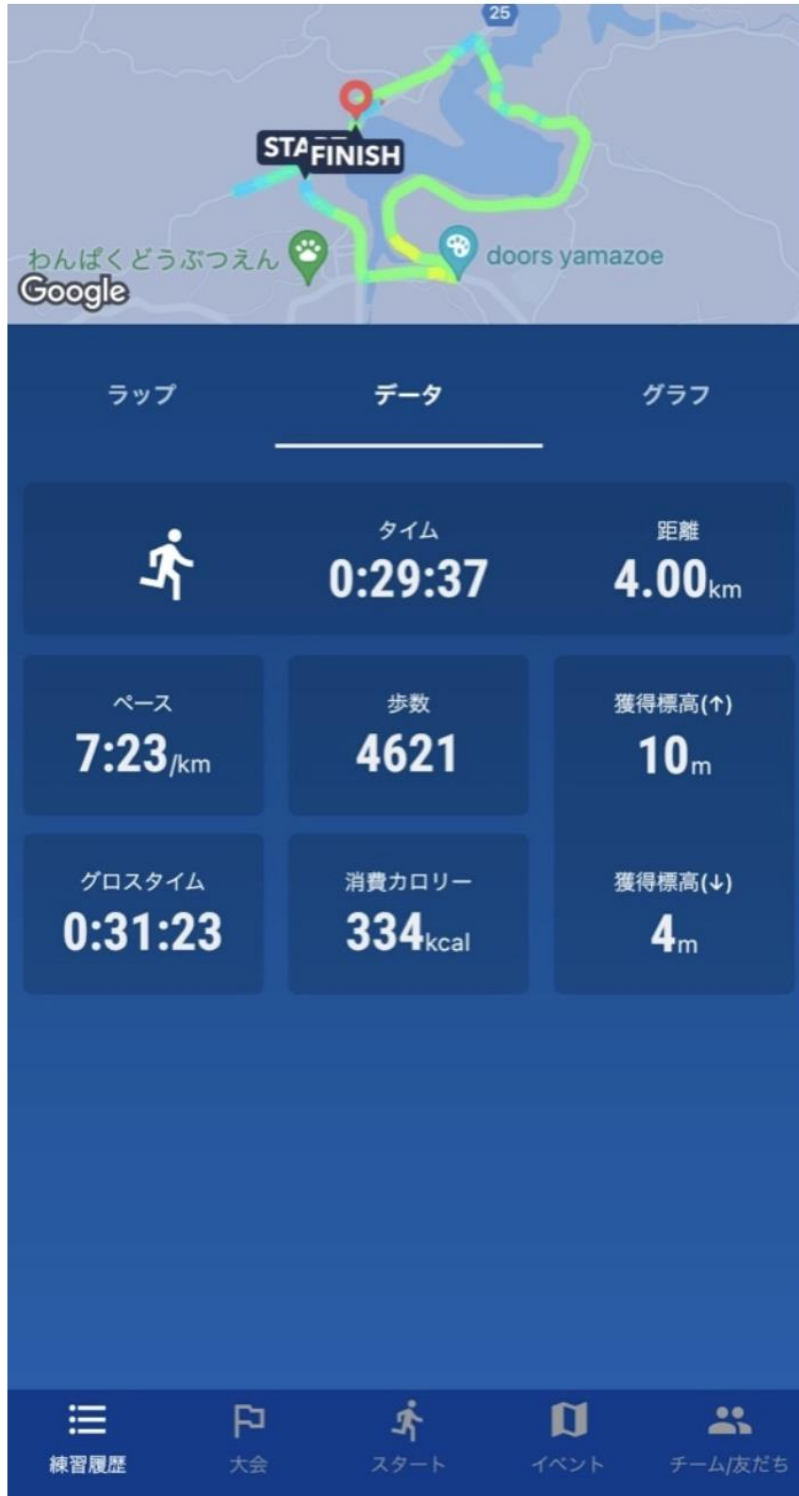 25
STA
FINISH
わんぱくどうぶつえん
doors yamazoe
Google
ラップ データ グラフ
タイム 距離
0:29:37 4.00km
ペース 歩数 獲得標高(↑)
7:23/km 4621 10m
グロスタイム 消費カロリー 獲得標高(↓)
0:31:23 334kcal 4m
練習履歴 大会 スタート イベント チーム/友だち